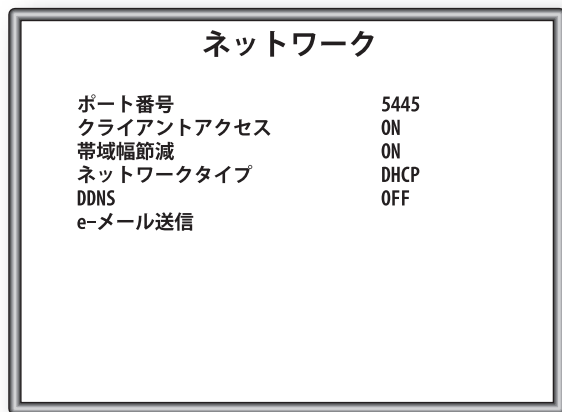 ネットワーク
ポート番号 5445
クライアントアクセス ON
帯域幅節減 ON
ネットワークタイプ DHCP
DDNS OFF
e-メール送信